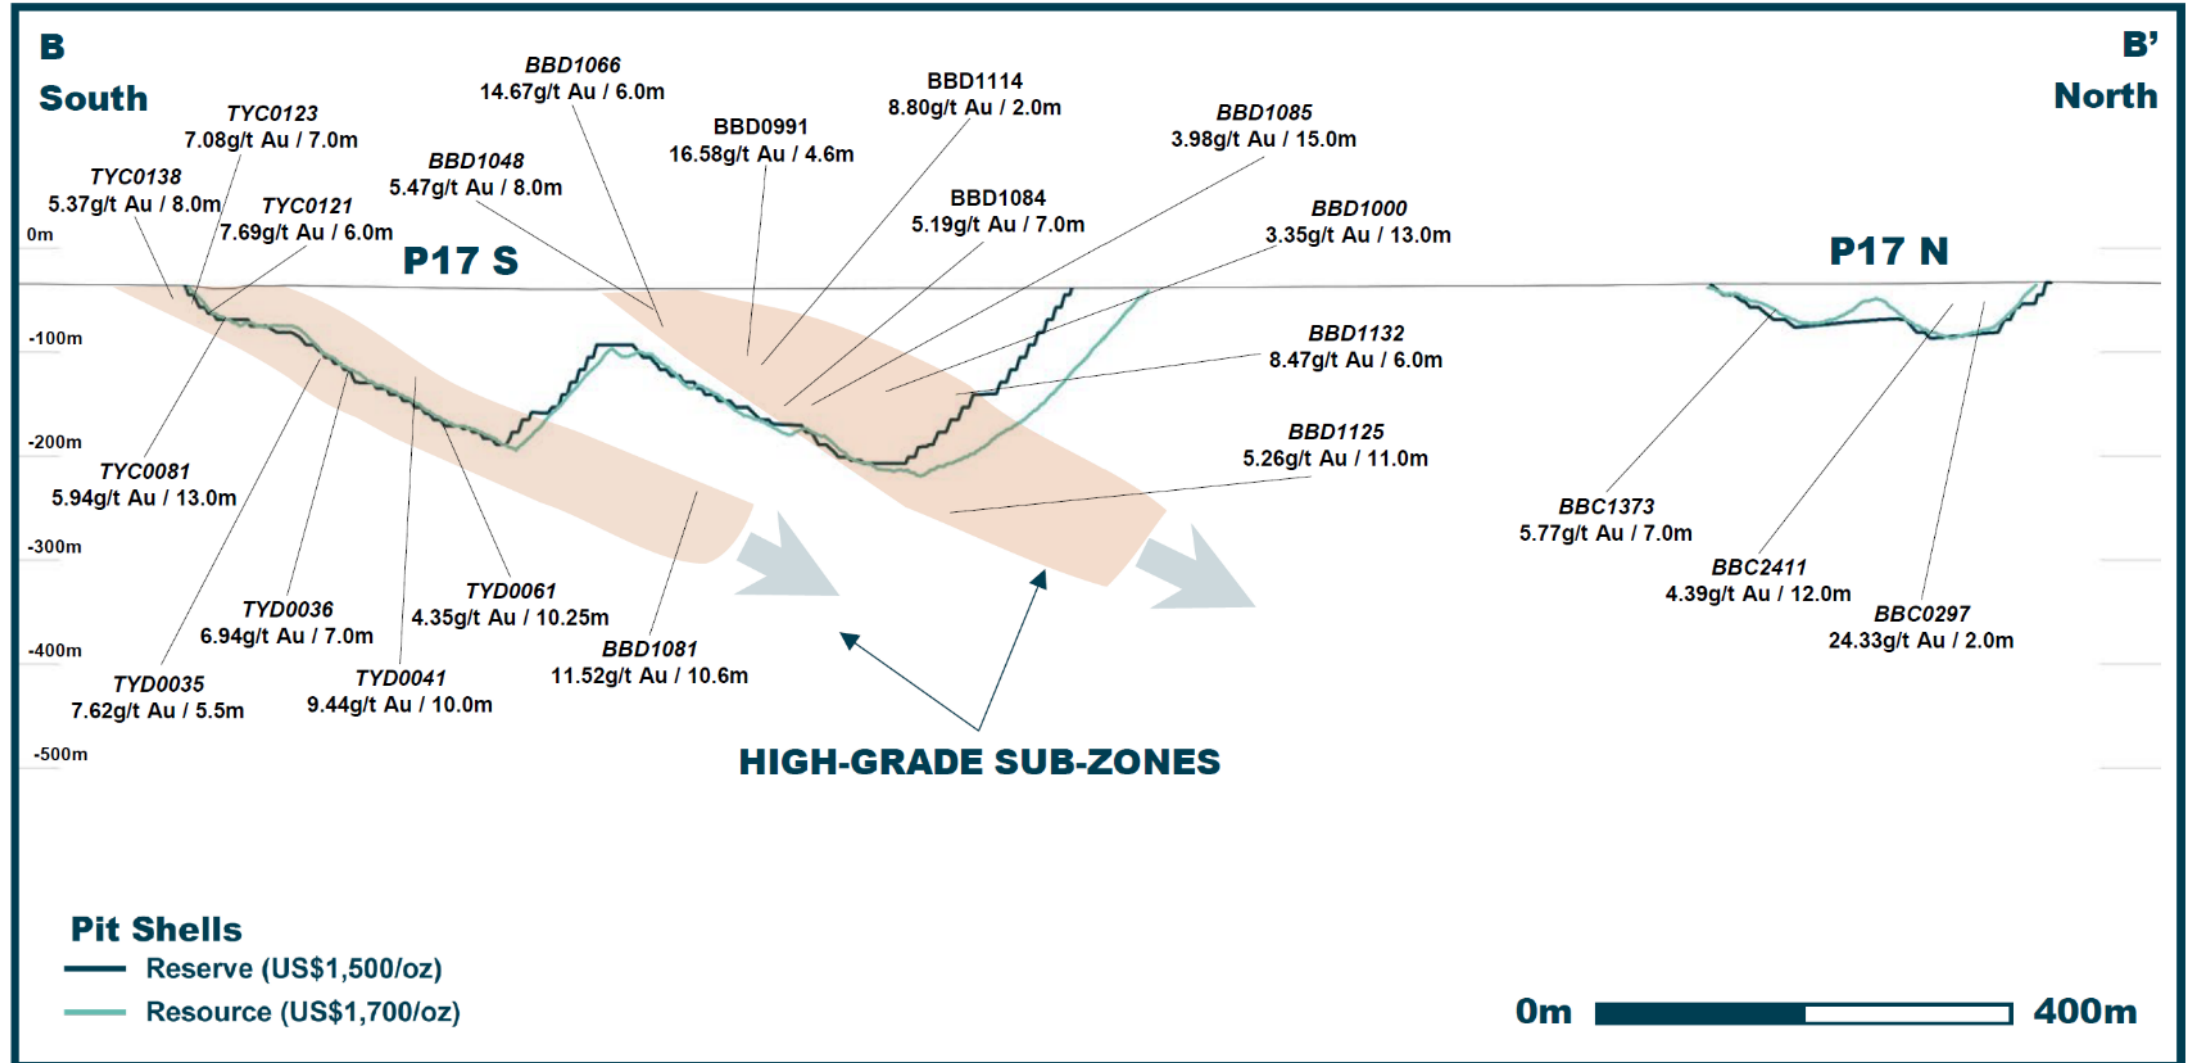 B
South
B’
North
BBD1066
14.67g/t Au / 6.0m
BBD1114
8.80g/t Au / 2.0m
TYC0123
7.08g/t Au / 7.0m
BBD0991
16.58g/t Au / 4.6m
BBD1085
3.98g/t Au / 15.0m
BBD1048
5.47g/t Au / 8.0m
TYC0138
5.37g/t Au / 8.0m
TYC0121
7.69g/t Au / 6.0m
BBD1084
5.19g/t Au / 7.0m
BBD1000
3.35g/t Au / 13.0m
0m
P17 S
P17 N
-100m
BBD1132
8.47g/t Au / 6.0m
-200m
BBD1125
5.26g/t Au / 11.0m
TYC0081
5.94g/t Au / 13.0m
BBC1373
5.77g/t Au / 7.0m
-300m
BBC2411
4.39g/t Au / 12.0m
TYD0061
4.35g/t Au / 10.25m
TYD0036
6.94g/t Au / 7.0m
BBC0297
24.33g/t Au / 2.0m
-400m
BBD1081
11.52g/t Au / 10.6m
TYD0035
7.62g/t Au / 5.5m
TYD0041
9.44g/t Au / 10.0m
-500m
HIGH-GRADE SUB-ZONES
Pit Shells
Reserve (US$1,500/oz)
Resource (US$1,700/oz)
0m
400m